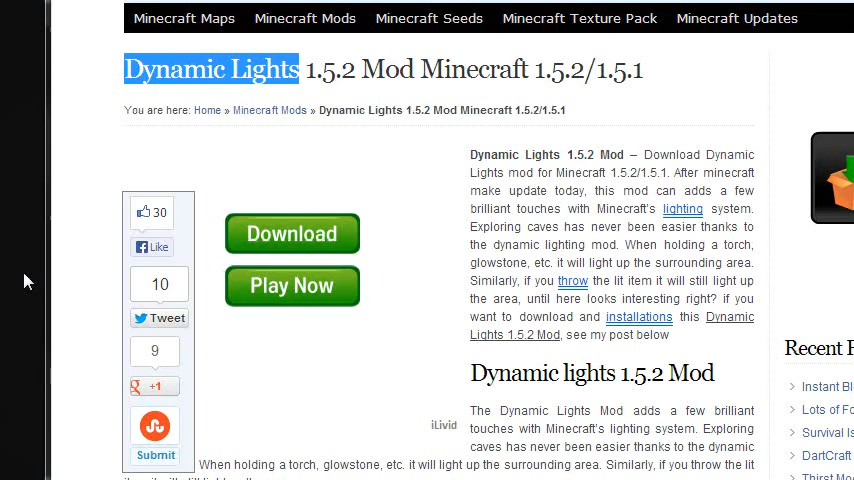 Minecraft Maps Minecraft Mods Minecraft Seeds Minecraft Texture Pack Minecraft Updates
Dynamic Lights 1.5.2 Mod Minecraft 1.5.2/1.5.1
You are here: Home » Minecraft Mods » Dynamic Lights 1.5.2 Mod Minecraft 1.5.2/1.5.1
30
Like
10
Tweet
9
+1
Submit
Download
Play Now
iLivid
Dynamic Lights 1.5.2 Mod – Download Dynamic
Lights mod for Minecraft 1.5.2/1.5.1. After minecraft
make update today, this mod can adds a few
brilliant touches with Minecraft's lighting system.
Exploring caves has never been easier thanks to
the dynamic lighting mod. When holding a torch,
glowstone, etc. it will light up the surrounding area.
Similarly, if you throw the lit item it will still light up
the area, until here looks interesting right? if you
want to download and installations this Dynamic
Lights 1.5.2 Mod, see my post below
Dynamic lights 1.5.2 Mod
The Dynamic Lights Mod adds a few brilliant
touches with Minecraft's lighting system. Exploring
caves has never been easier thanks to the dynamic
When holding a torch, glowstone, etc. it will light up the surrounding area. Similarly, if you throw the lit
Recent
Instant Bl
Lots of Fo
Survival Is
DartCraft
Thirst Mo